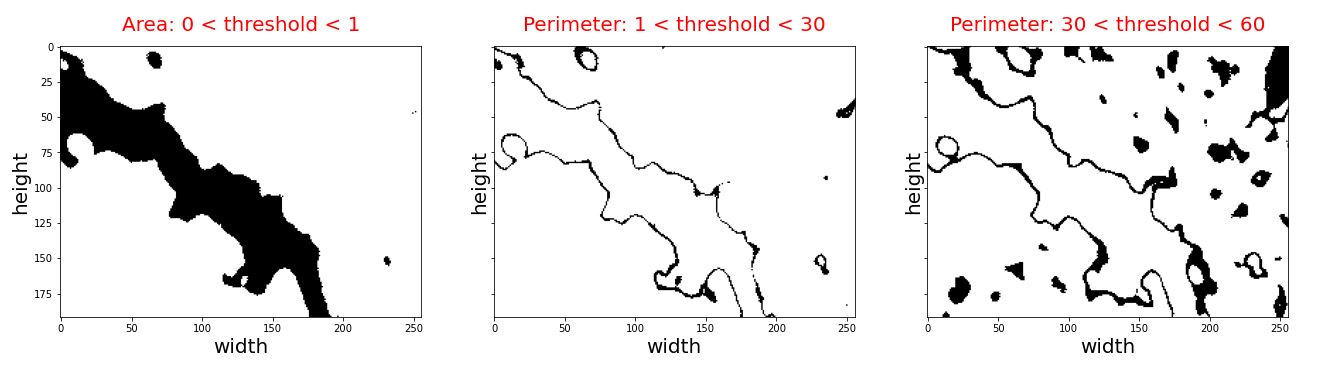 Area: 0 < threshold < 1
Perimeter: 1 < threshold < 30
Perimeter: 30 < threshold < 60
height
0
25
50
75
100
125
150
175
0 50 100 150 200 250
width
height
0 50 100 150 200 250
width
height
0 50 100 150 200 250
width